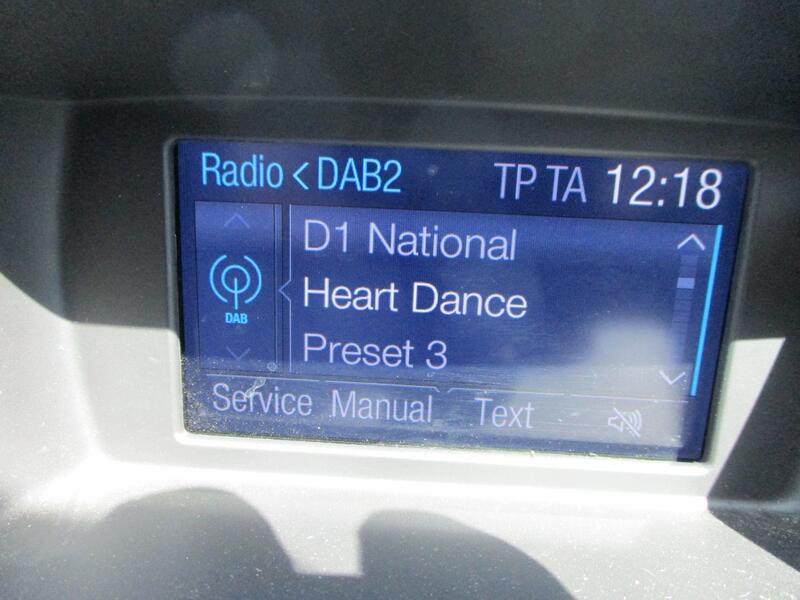 Radio < DAB2 TP TA 12:18
D1 National
DAB
Heart Dance
Preset 3
Service Manual Text